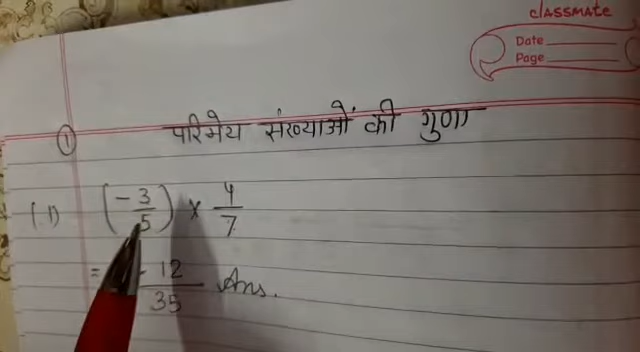 classmate
Date
Page
① परिमेय संख्याओं की गुणा
(1) (-3/5) × 4/7
= -12/35 Ans.